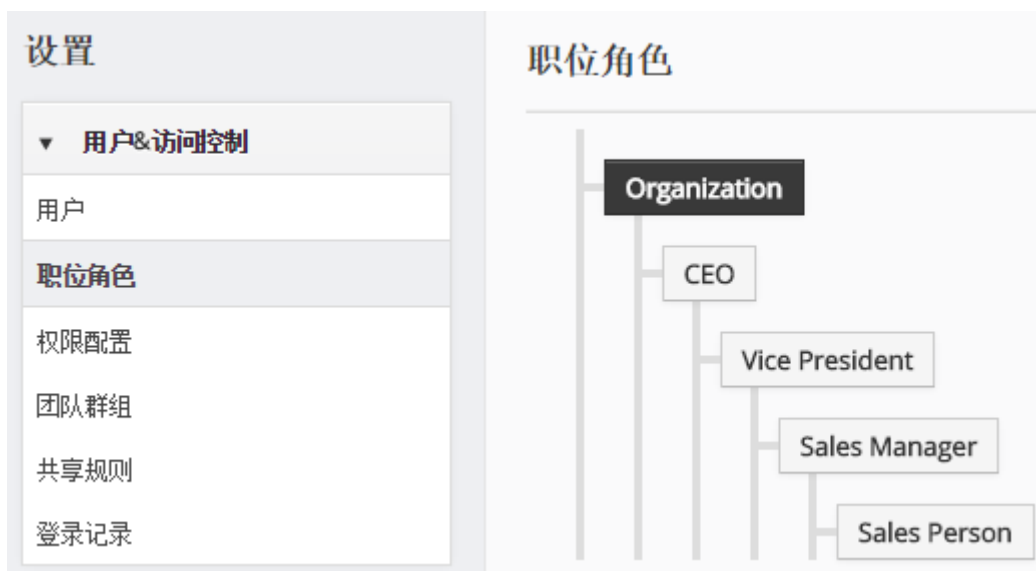 设置
用户&访问控制
用户
职位角色
权限配置
团队群组
共享规则
登录记录
职位角色
Organization
CEO
Vice President
Sales Manager
Sales Person